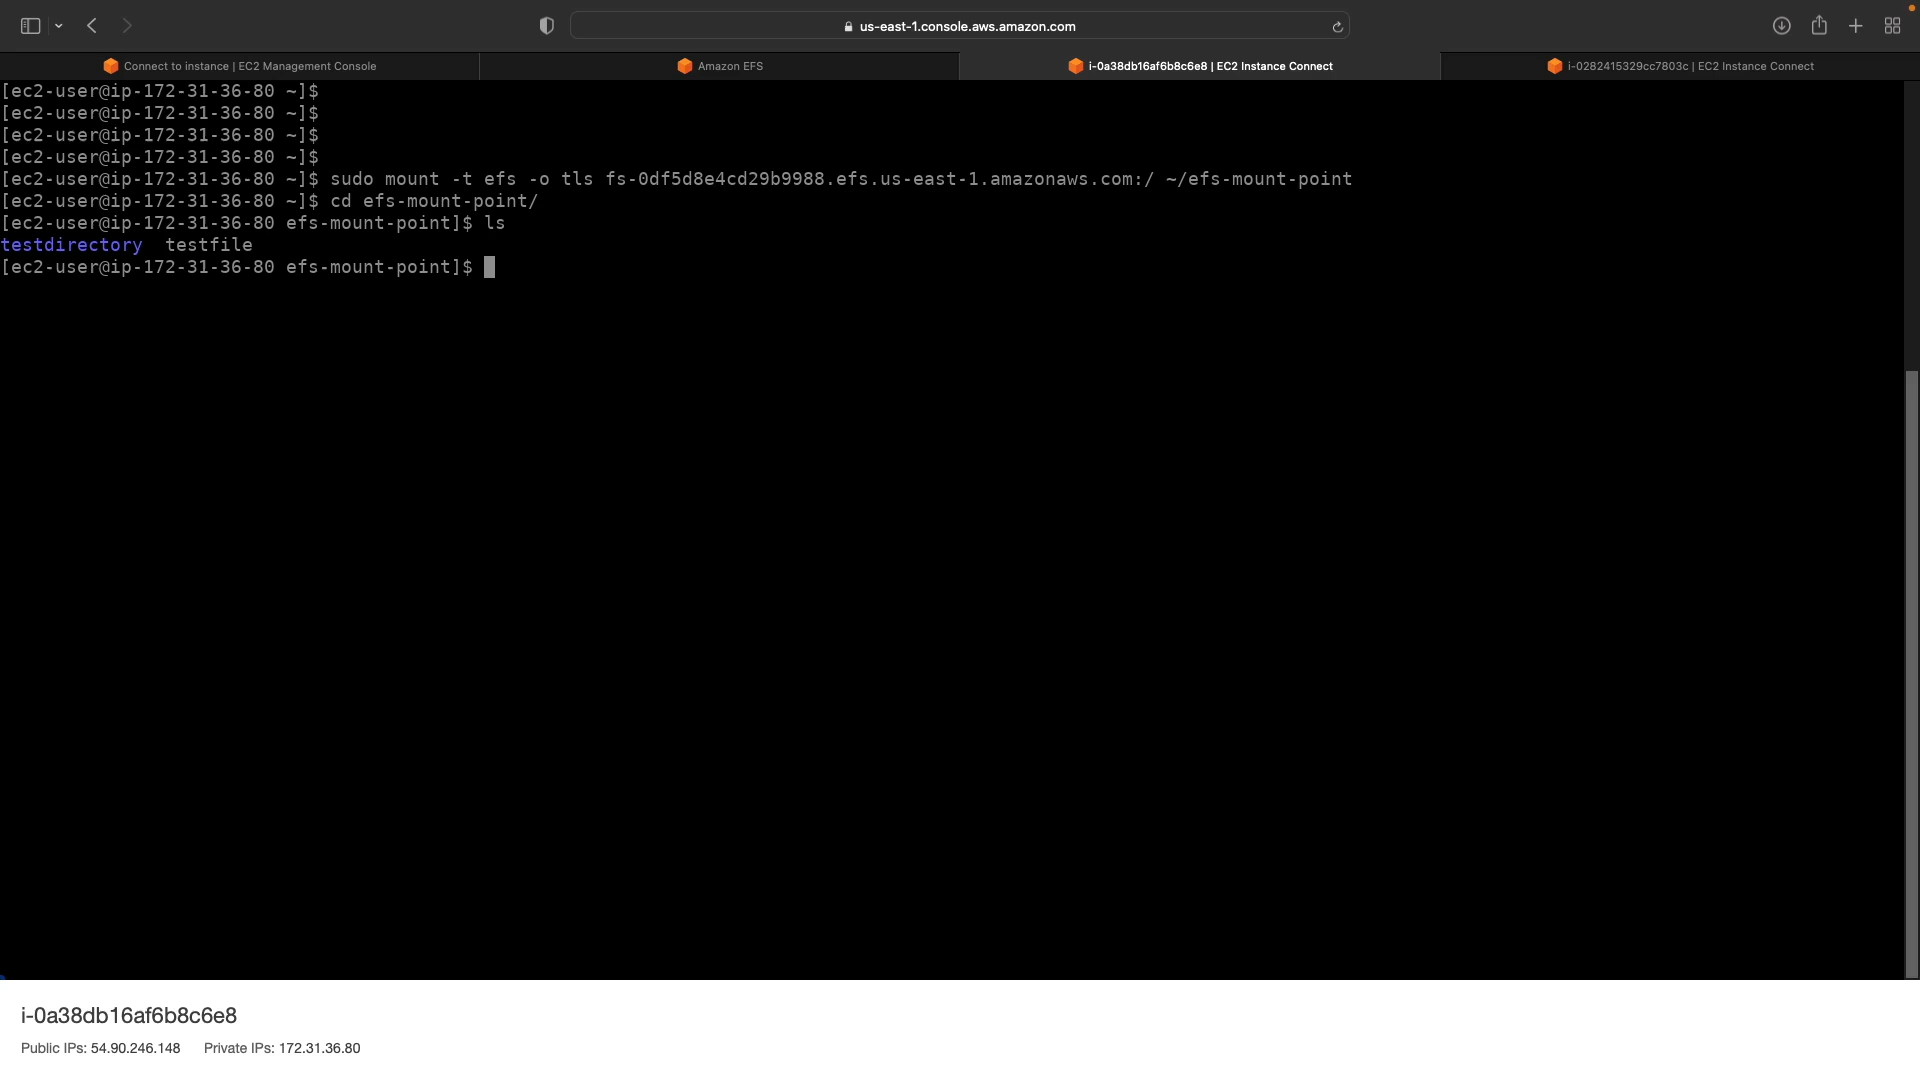 us-east-1.console.aws.amazon.com
Connect to instance | EC2 Management Console
Amazon EFS
i-0a38db16af6b8c6e8 | EC2 Instance Connect
i-0282415329cc7803c | EC2 Instance Connect
[ec2-user@ip-172-31-36-80 ~]$
[ec2-user@ip-172-31-36-80 ~]$
[ec2-user@ip-172-31-36-80 ~]$
[ec2-user@ip-172-31-36-80 ~]$
[ec2-user@ip-172-31-36-80 ~]$ sudo mount -t efs -o tls fs-0df5d8e4cd29b9988.efs.us-east-1.amazonaws.com:/ ~/efs-mount-point
[ec2-user@ip-172-31-36-80 ~]$ cd efs-mount-point/
[ec2-user@ip-172-31-36-80 efs-mount-point]$ ls
testdirectory  testfile
[ec2-user@ip-172-31-36-80 efs-mount-point]$
i-0a38db16af6b8c6e8
Public IPs: 54.90.246.148 Private IPs: 172.31.36.80